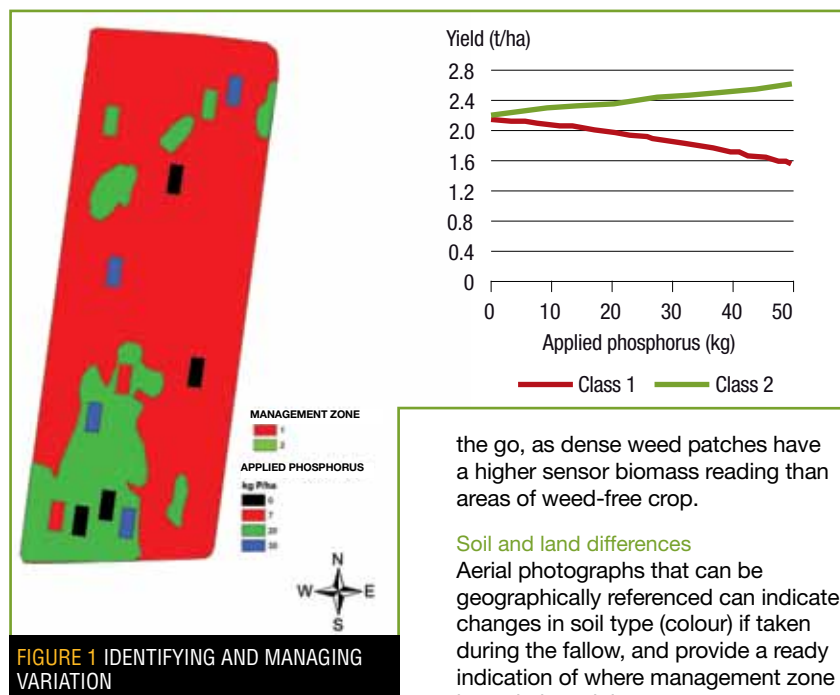 MANAGEMENT ZONE
1
2
APPLIED PHOSPHORUS
kg P/ha
0
7
20
N
W E
S
FIGURE 1 IDENTIFYING AND MANAGING
VARIATION
Yield (t/ha)
2.8
2.4
2.0
1.6
1.2
0.8
0.4
0
0 10 20 30 40 50
Applied phosphorus (kg)
Class 1 Class 2
the go, as dense weed patches have
a higher sensor biomass reading than
areas of weed-free crop.
Soil and land differences
Aerial photographs that can be
geographically referenced can indicate
changes in soil type (colour) if taken
during the fallow, and provide a ready
indication of where management zone